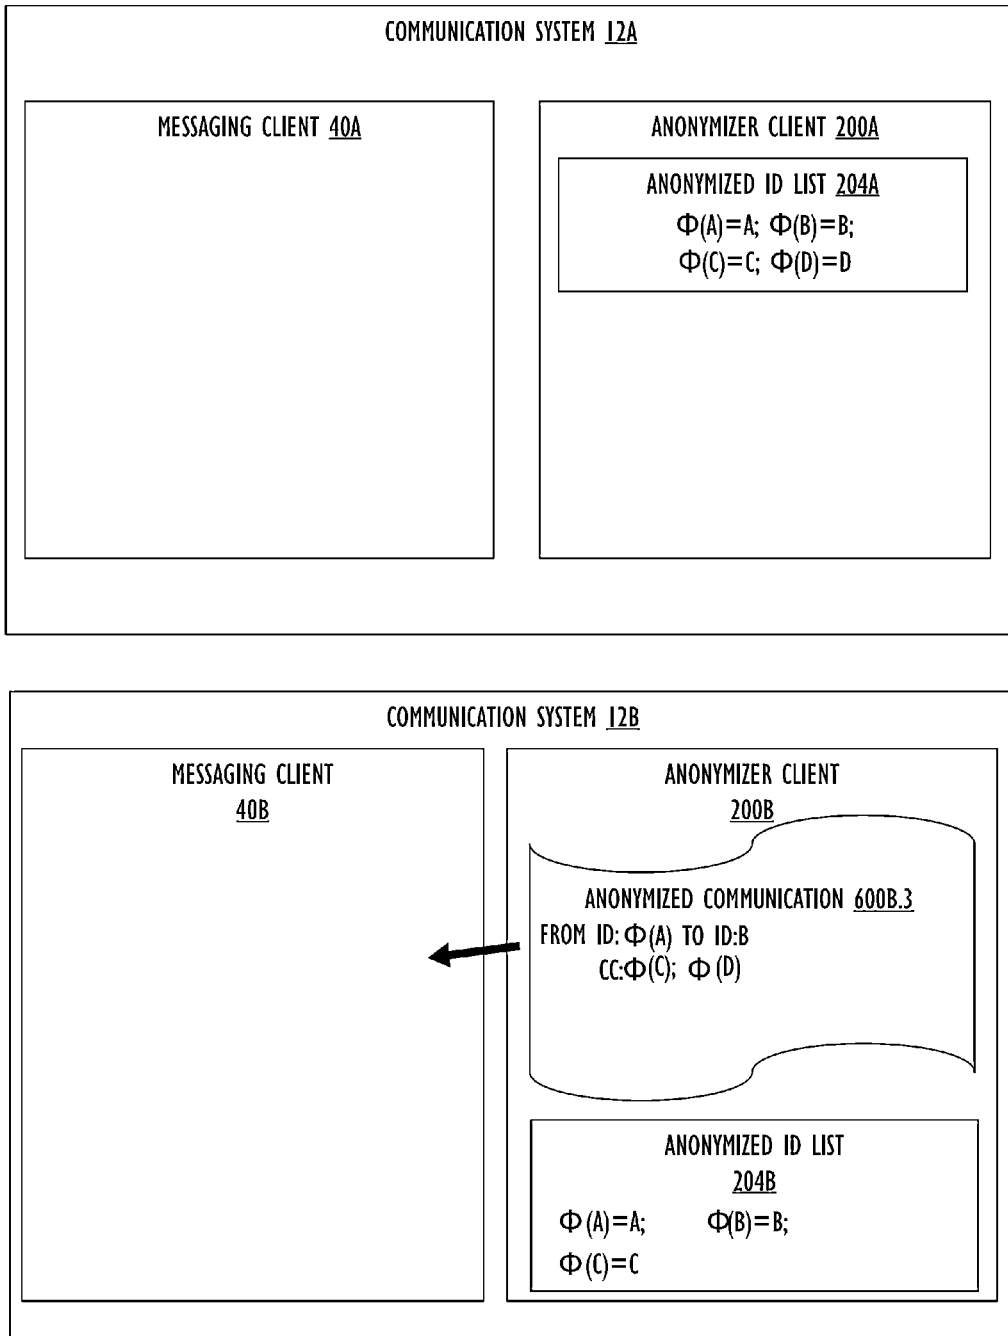 COMMUNICATION SYSTEM 12A
MESSAGING CLIENT 40A
ANONYMIZER CLIENT 200A
ANONYMIZED ID LIST 204A
Φ(A)=A; Φ(B)=B;
Φ(C)=C; Φ(D)=D
COMMUNICATION SYSTEM 12B
MESSAGING CLIENT
40B
ANONYMIZER CLIENT
200B
ANONYMIZED COMMUNICATION 600B.3
FROM ID: Φ(A) TO ID:B
CC:Φ(C); Φ(D)
ANONYMIZED ID LIST
204B
Φ(A)=A; Φ(B)=B;
Φ(C)=C